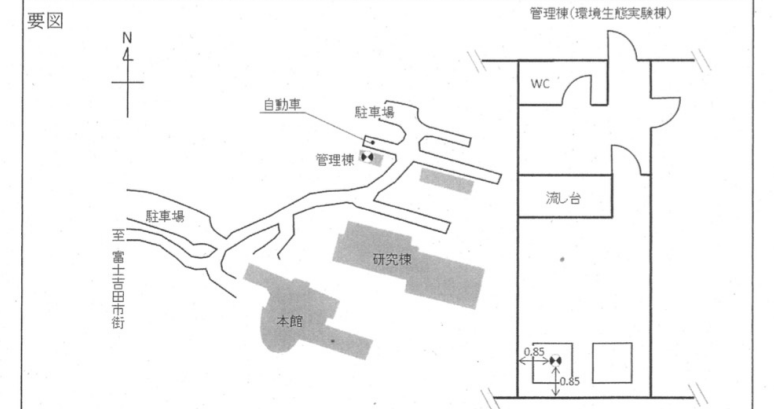 要図
管理棟(環境生態実験棟)
N
WC
自動車
駐車場
管理棟
流し台
駐車場
至 富士吉田市街
研究棟
本館
0.85
0.85